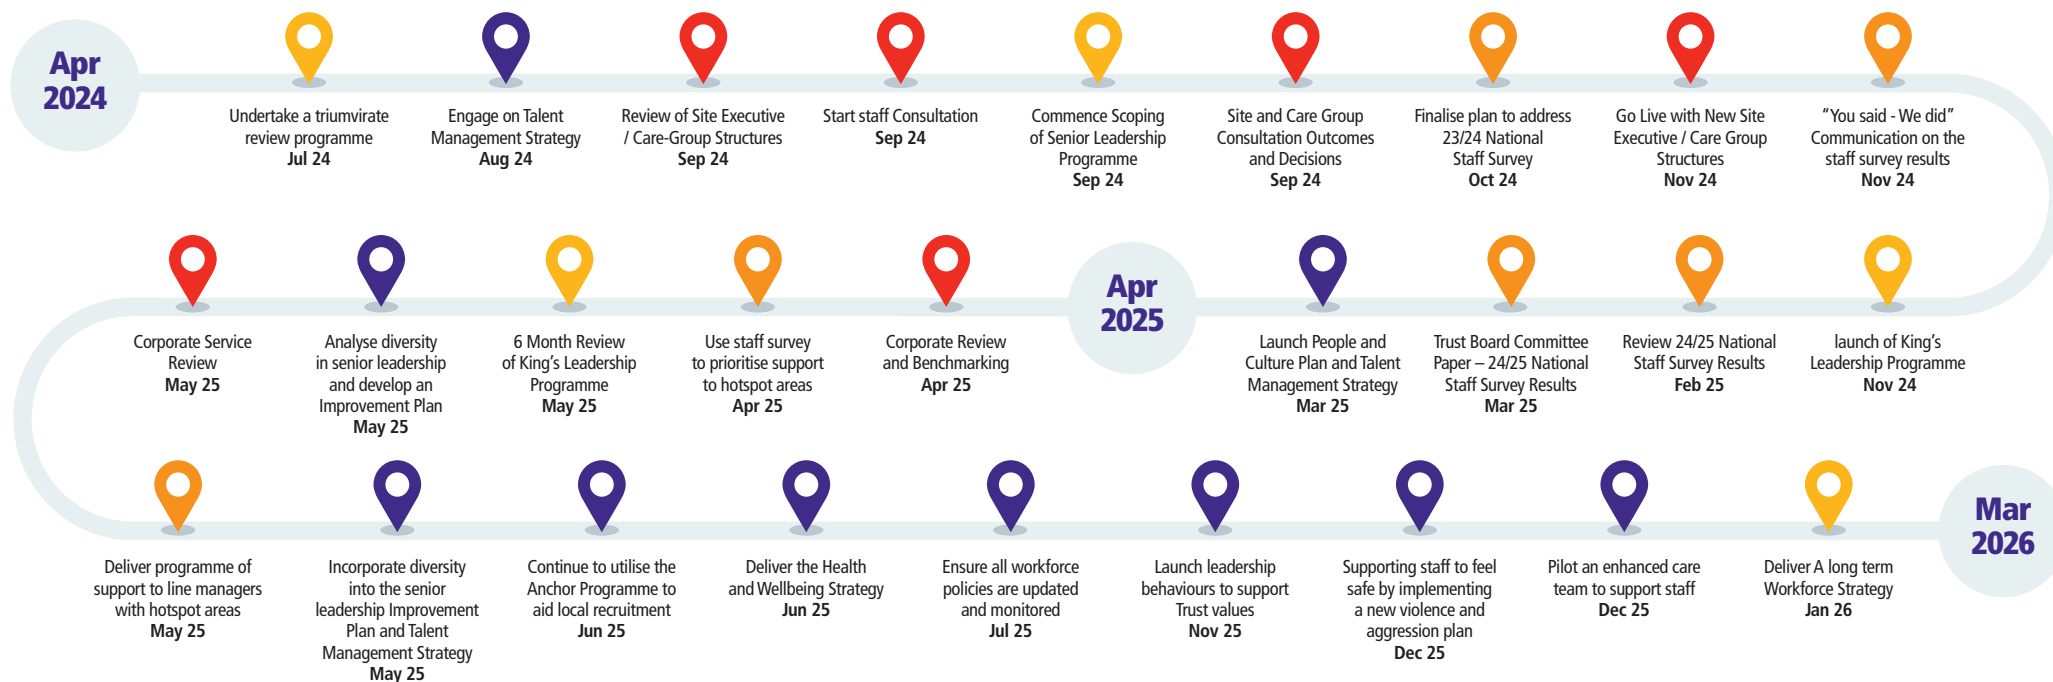 Apr
2024
Undertake a triumvirate
review programme
Jul 24
Engage on Talent
Management Strategy
Aug 24
Review of Site Executive
/ Care-Group Structures
Sep 24
Start staff Consultation
Sep 24
Commence Scoping
of Senior Leadership
Programme
Sep 24
Site and Care Group
Consultation Outcomes
and Decisions
Sep 24
Finalise plan to address
23/24 National
Staff Survey
Oct 24
Go Live with New Site
Executive / Care Group
Structures
Nov 24
“You said - We did”
Communication on the
staff survey results
Nov 24
Corporate Service
Review
May 25
Analyse diversity
in senior leadership
and develop an
Improvement Plan
May 25
6 Month Review
of King’s Leadership
Programme
May 25
Use staff survey
to prioritise support
to hotspot areas
Apr 25
Corporate Review
and Benchmarking
Apr 25
Apr
2025
Launch People and
Culture Plan and Talent
Management Strategy
Mar 25
Trust Board Committee
Paper – 24/25 National
Staff Survey Results
Mar 25
Review 24/25 National
Staff Survey Results
Feb 25
launch of King’s
Leadership Programme
Nov 24
Deliver programme of
support to line managers
with hotspot areas
May 25
Incorporate diversity
into the senior
leadership Improvement
Plan and Talent
Management Strategy
May 25
Continue to utilise the
Anchor Programme to
aid local recruitment
Jun 25
Deliver the Health
and Wellbeing Strategy
Jun 25
Ensure all workforce
policies are updated
and monitored
Jul 25
Launch leadership
behaviours to support
Trust values
Nov 25
Supporting staff to feel
safe by implementing
a new violence and
aggression plan
Dec 25
Pilot an enhanced care
team to support staff
Dec 25
Deliver A long term
Workforce Strategy
Jan 26
Mar
2026